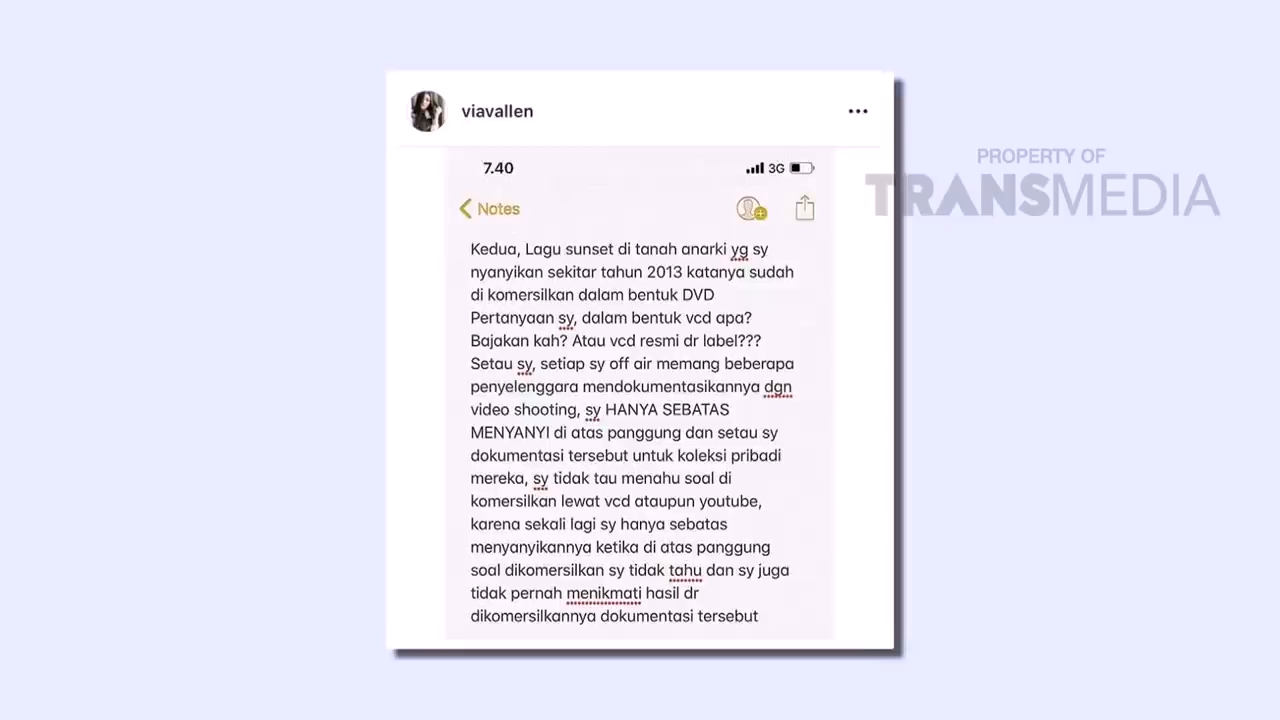 viavallen
PROPERTY OF
TRANSMEDIA
7.40
3G
Notes
Kedua, Lagu sunset di tanah anarki yg sy
nyanyikan sekitar tahun 2013 katanya sudah
di komersilkan dalam bentuk DVD
Pertanyaan sy, dalam bentuk vcd apa?
Bajakan kah? Atau vcd resmi dr label???
Setau sy, setiap sy off air memang beberapa
penyelenggara mendokumentasikannya dgn
video shooting, sy HANYA SEBATAS
MENYANYI di atas panggung dan setau sy
dokumentasi tersebut untuk koleksi pribadi
mereka, sy tidak tau menahu soal di
komersilkan lewat vcd ataupun youtube,
karena sekali lagi sy hanya sebatas
menyanyikannya ketika di atas panggung
soal dikomersilkan sy tidak tahu dan sy juga
tidak pernah menikmati hasil dr
dikomersilkannya dokumentasi tersebut